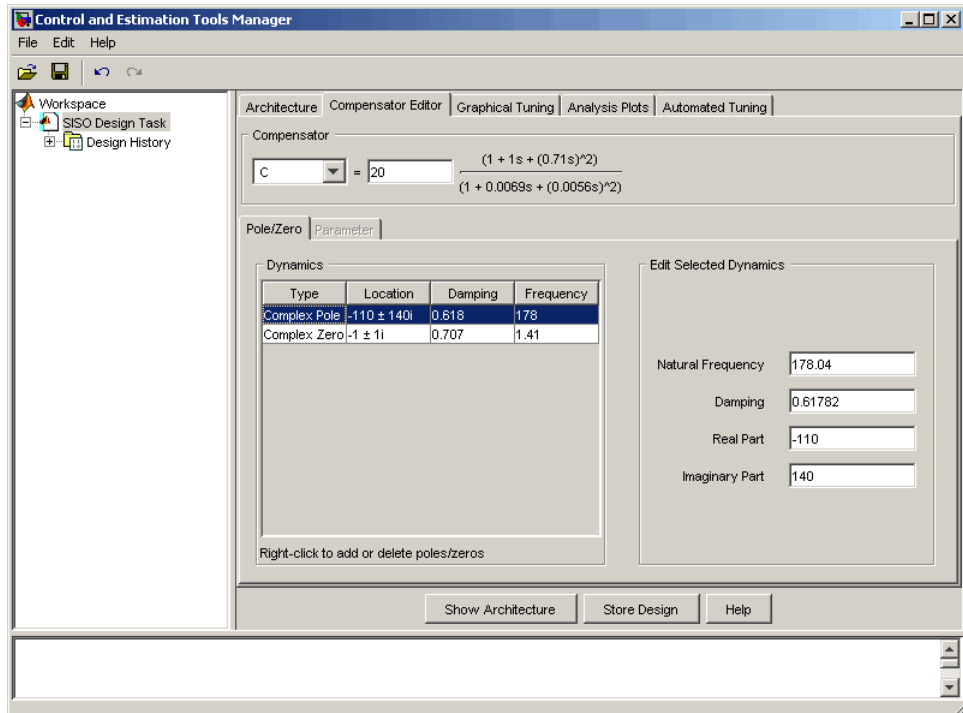 Control and Estimation Tools Manager
File Edit Help
Workspace
SISO Design Task
Design History
Architecture Compensator Editor Graphical Tuning Analysis Plots Automated Tuning
Compensator
C = 20 (1 + 1s + (0.71s)^2)
(1 + 0.0069s + (0.0056s)^2)
Pole/Zero Parameter
Dynamics
Type Location Damping Frequency
Complex Pole -110 ± 140i 0.618 178
Complex Zero -1 ± 1i 0.707 1.41
Right-click to add or delete poles/zeros
Edit Selected Dynamics
Natural Frequency 178.04
Damping 0.61782
Real Part -110
Imaginary Part 140
Show Architecture Store Design Help